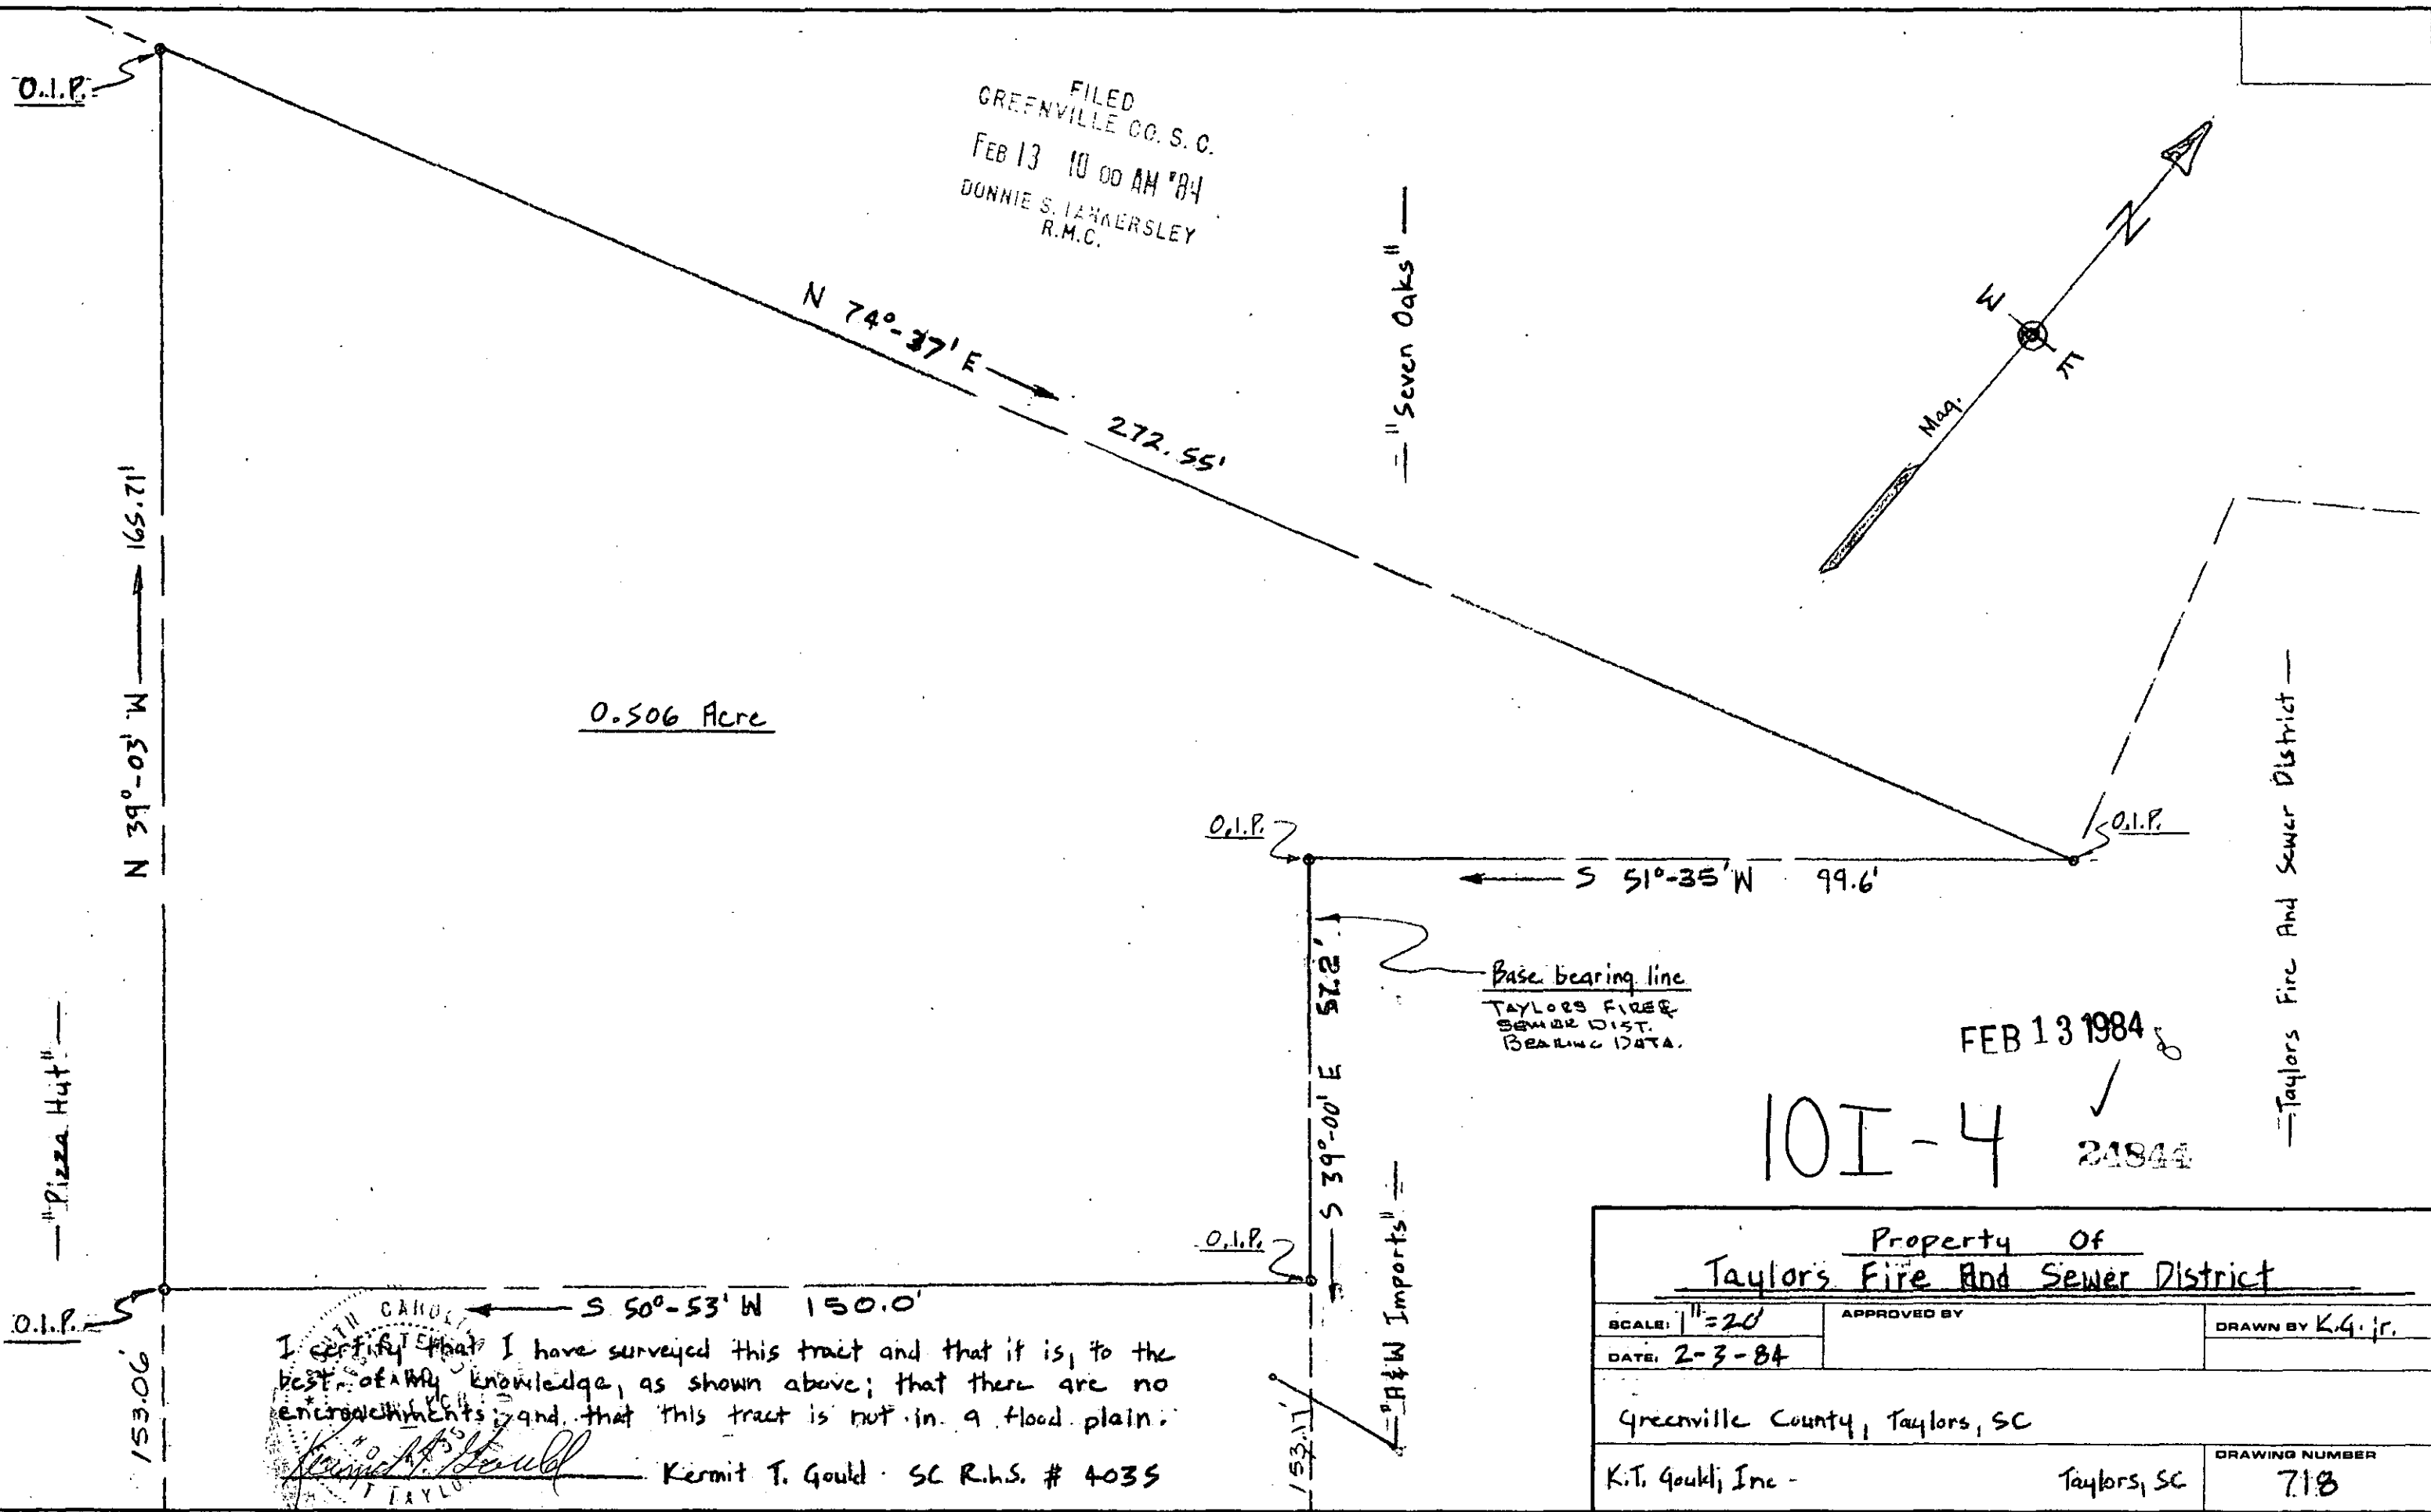 O.I.P.
FILED
GREENVILLE CO. S. C.
FEB 13 10 00 AM '84
DONNIE S. TANKERSLEY
R.M.C.
N 74°-37' E
272.55'
"Seven Oaks"
N
W
E
Mag.
N 39°-03' W 165.71'
0.506 Acre
O.I.P.
S 51°-35' W 99.6'
O.I.P.
Taylors Fire And Sewer District
Base bearing line
TAYLORS FIRE &
SEWER DIST.
BEARING DATA.
S 39°-00' E 57.2'
"Pizza Hut"
"A&W Imports"
FEB 13 1984
10I-4
24844
O.I.P.
O.I.P.
S 50°-53' W 150.0'
153.06'
153.17'
I certify that I have surveyed this tract and that it is, to the
best of my knowledge, as shown above; that there are no
encroachments; and that this tract is not in a flood plain.
Kermit T. Gould
Kermit T. Gould SC R.L.S. # 4035
Property Of
Taylors Fire And Sewer District
SCALE: 1"=20'
APPROVED BY
DRAWN BY K.G. jr.
DATE: 2-3-84
Greenville County, Taylors, SC
K.T. Gould, Inc - Taylors, SC
DRAWING NUMBER
718